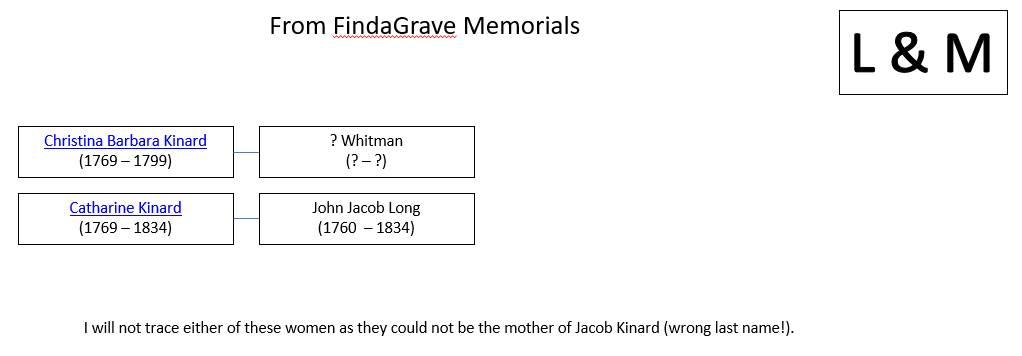 From FindaGrave Memorials
L & M
Christina Barbara Kinard
(1769 – 1799)
? Whitman
(? – ?)
Catharine Kinard
(1769 – 1834)
John Jacob Long
(1760 – 1834)
I will not trace either of these women as they could not be the mother of Jacob Kinard (wrong last name!).